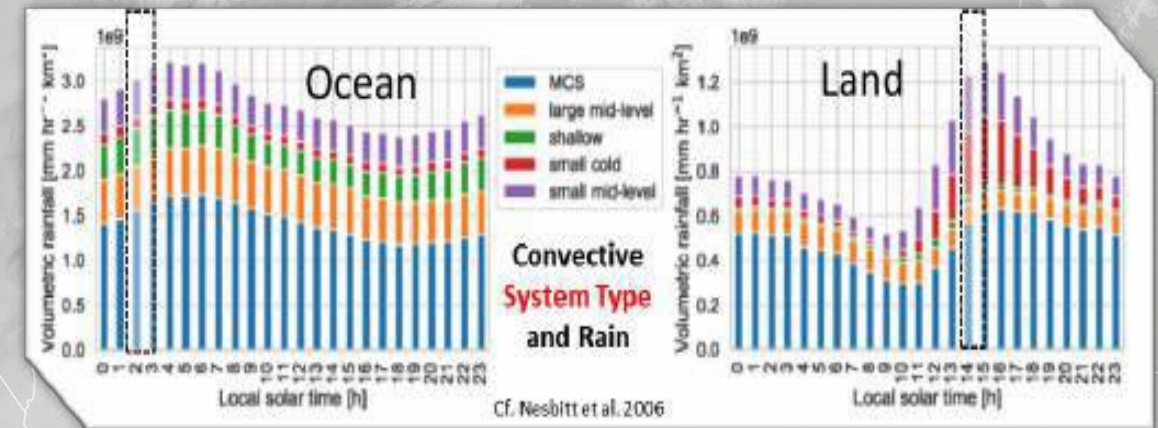 1e9
Ocean
3.0
2.5
2.0
1.5
1.0
0.5
0.0
Volumetric rainfall [mm hr⁻¹ km²]
0 1 2 3 4 5 6 7 8 9 10 11 12 13 14 15 16 17 18 19 20 21 22 23
Local solar time [h]
MCS
large mid-level
shallow
small cold
small mid-level
Convective
System Type
and Rain
Cf. Nesbitt et al. 2006
1e9
Land
1.2
1.0
0.8
0.6
0.4
0.2
0.0
Volumetric rainfall [mm hr⁻¹ km²]
0 1 2 3 4 5 6 7 8 9 10 11 12 13 14 15 16 17 18 19 20 21 22 23
Local solar time [h]